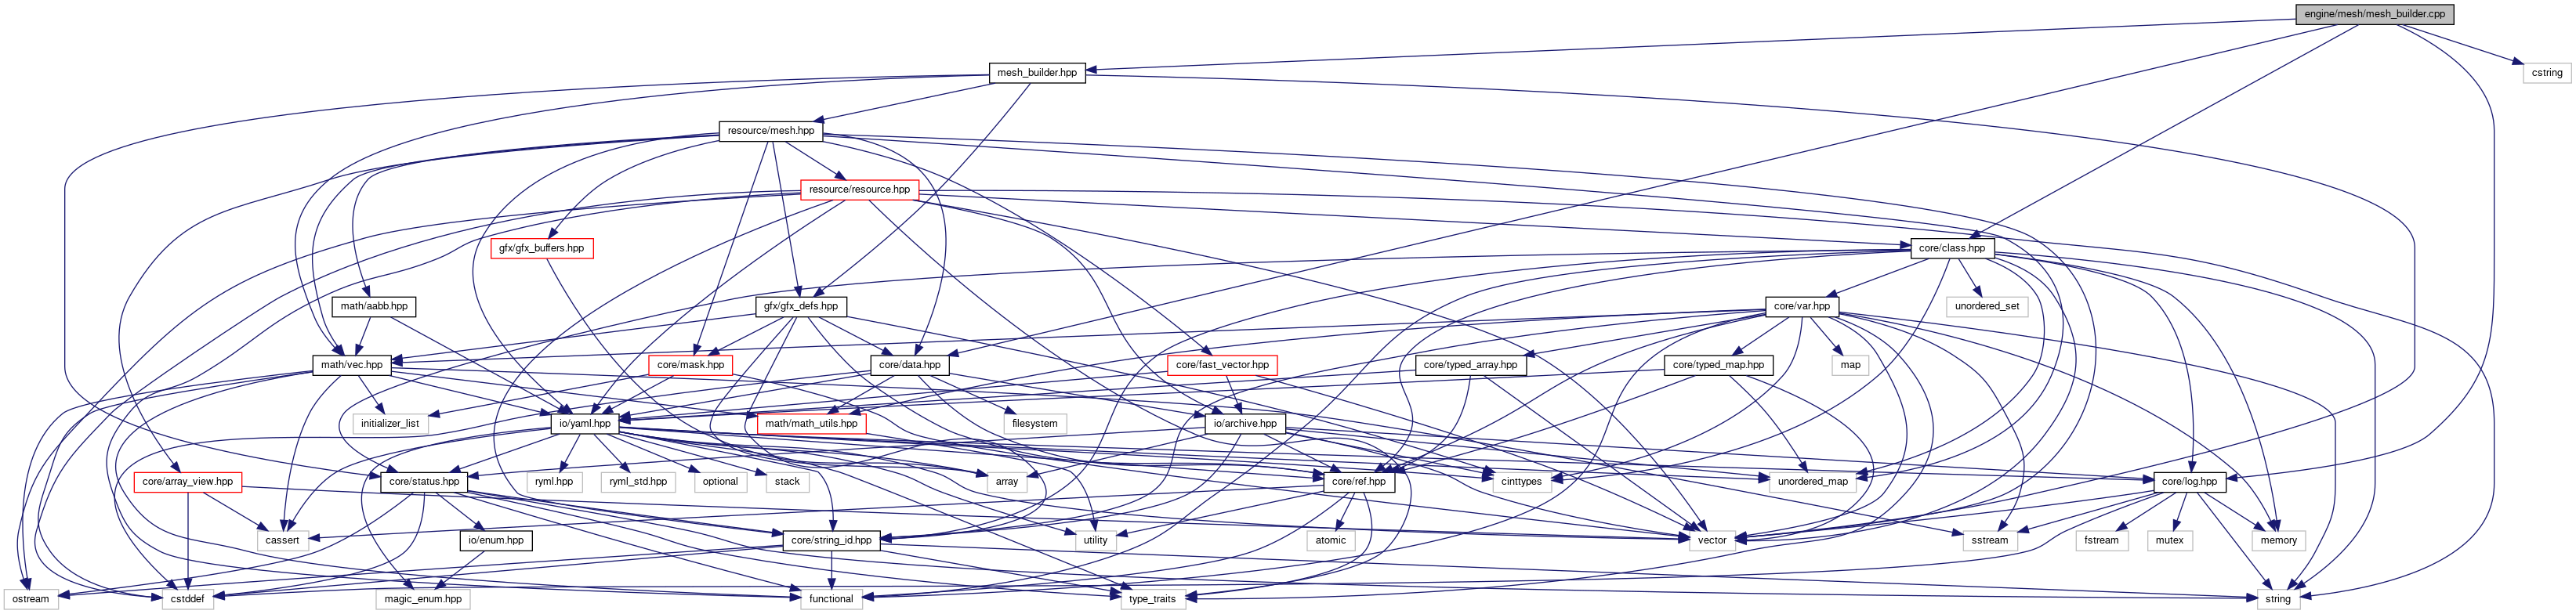 engine/mesh/mesh_builder.cpp
mesh_builder.hpp
cstring
resource/mesh.hpp
resource/resource.hpp
gfx/gfx_buffers.hpp
core/class.hpp
math/aabb.hpp
gfx/gfx_defs.hpp
core/var.hpp
unordered_set
math/vec.hpp
core/mask.hpp
core/data.hpp
core/fast_vector.hpp
core/typed_array.hpp
core/typed_map.hpp
map
initializer_list
io/yaml.hpp
math/math_utils.hpp
filesystem
io/archive.hpp
core/array_view.hpp
core/status.hpp
ryml.hpp
ryml_std.hpp
optional
stack
array
core/ref.hpp
cinttypes
unordered_map
core/log.hpp
cassert
io/enum.hpp
core/string_id.hpp
utility
atomic
vector
sstream
fstream
mutex
memory
ostream
cstddef
magic_enum.hpp
functional
type_traits
string